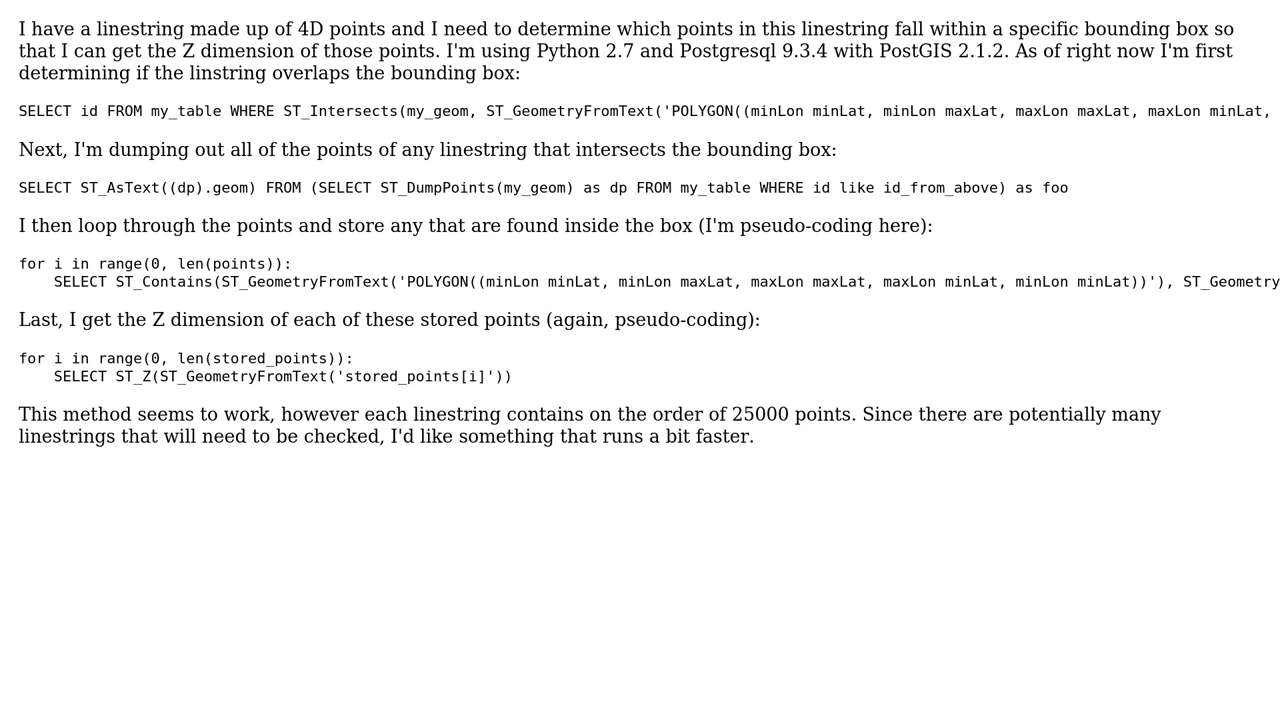 I have a linestring made up of 4D points and I need to determine which points in this linestring fall within a specific bounding box so
that I can get the Z dimension of those points. I'm using Python 2.7 and Postgresql 9.3.4 with PostGIS 2.1.2. As of right now I'm first
determining if the linstring overlaps the bounding box:
SELECT id FROM my_table WHERE ST_Intersects(my_geom, ST_GeometryFromText('POLYGON((minLon minLat, minLon maxLat, maxLon maxLat, maxLon minLat,
Next, I'm dumping out all of the points of any linestring that intersects the bounding box:
SELECT ST_AsText((dp).geom) FROM (SELECT ST_DumpPoints(my_geom) as dp FROM my_table WHERE id like id_from_above) as foo
I then loop through the points and store any that are found inside the box (I'm pseudo-coding here):
for i in range(0, len(points)):
    SELECT ST_Contains(ST_GeometryFromText('POLYGON((minLon minLat, minLon maxLat, maxLon maxLat, maxLon minLat, minLon minLat))'), ST_Geometry
Last, I get the Z dimension of each of these stored points (again, pseudo-coding):
for i in range(0, len(stored_points)):
    SELECT ST_Z(ST_GeometryFromText('stored_points[i]'))
This method seems to work, however each linestring contains on the order of 25000 points. Since there are potentially many
linestrings that will need to be checked, I'd like something that runs a bit faster.